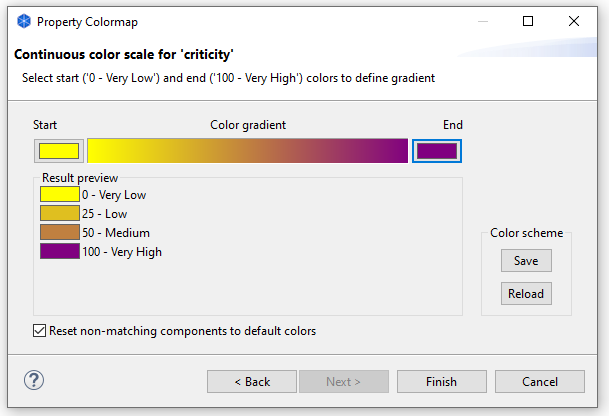 Property Colormap
Continuous color scale for 'criticity'
Select start ('0 - Very Low') and end ('100 - Very High') colors to define gradient
Start Color gradient End
Result preview
0 - Very Low
25 - Low
50 - Medium
100 - Very High
Color scheme
Save
Reload
Reset non-matching components to default colors
? < Back Next > Finish Cancel